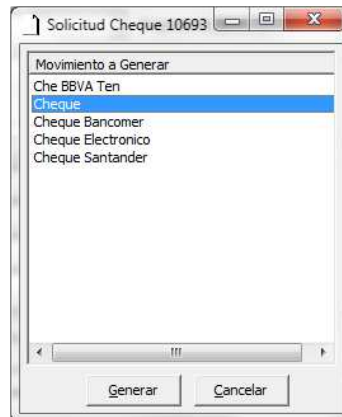 Solicitud Cheque 10693
Movimiento a Generar
Che BBVA Ten
Cheque
Cheque Bancomer
Cheque Electronico
Cheque Santander
Generar Cancelar